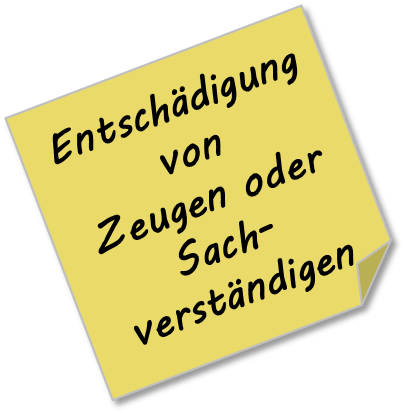 Entschädigung
von
Zeugen oder
Sach-
verständigen